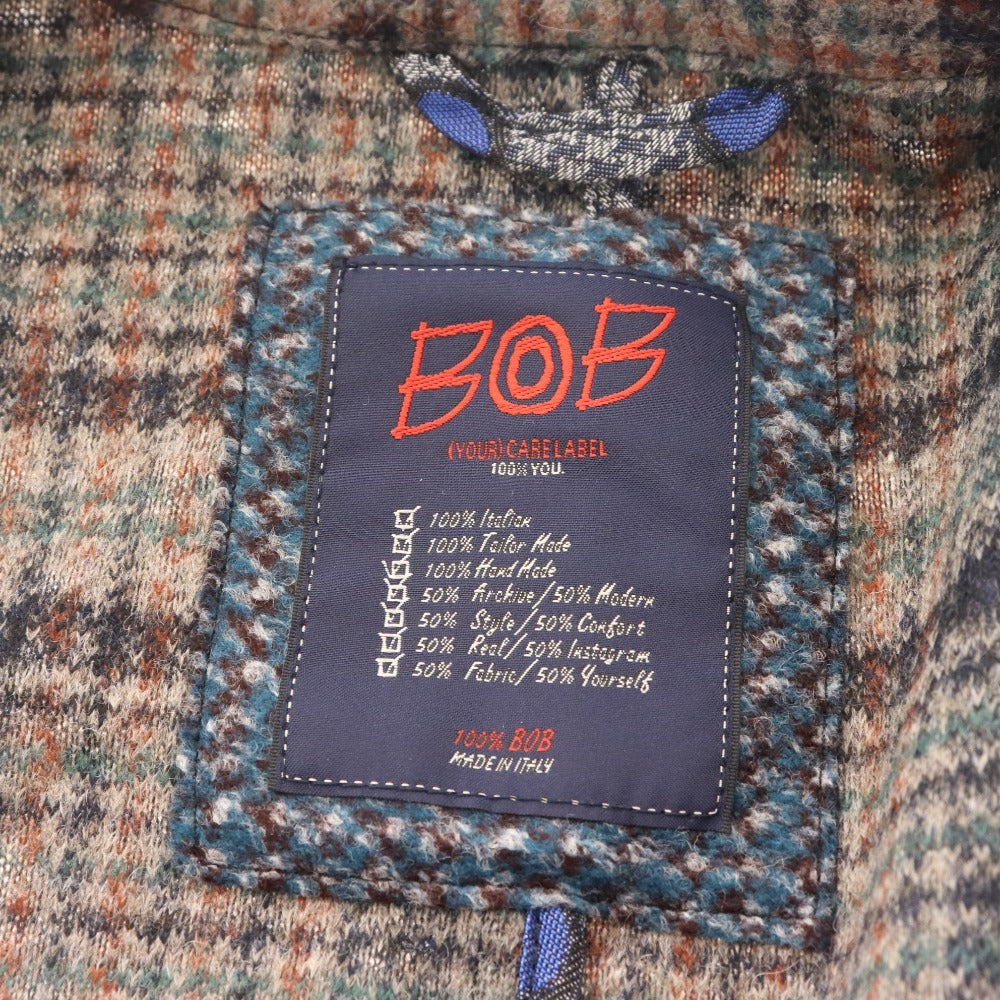 BOB
(YOUR) CARE LABEL
100% YOU.
100% Italian
100% Tailor Made
100% Hand Made
50% Archive / 50% Modern
50% Style / 50% Comfort
50% Real / 50% Instagram
50% Fabric / 50% Yourself
100% BOB
MADE IN ITALY